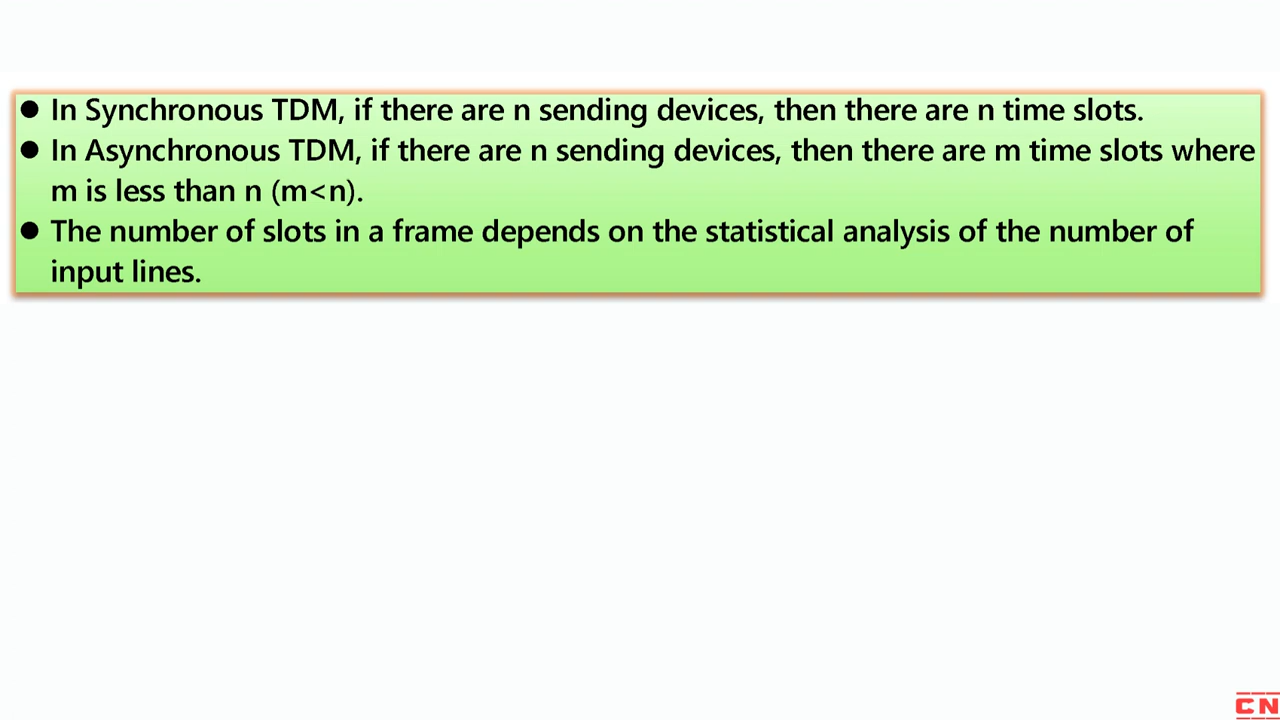 ● In Synchronous TDM, if there are n sending devices, then there are n time slots.
● In Asynchronous TDM, if there are n sending devices, then there are m time slots where
m is less than n (m<n).
● The number of slots in a frame depends on the statistical analysis of the number of
input lines.
CN